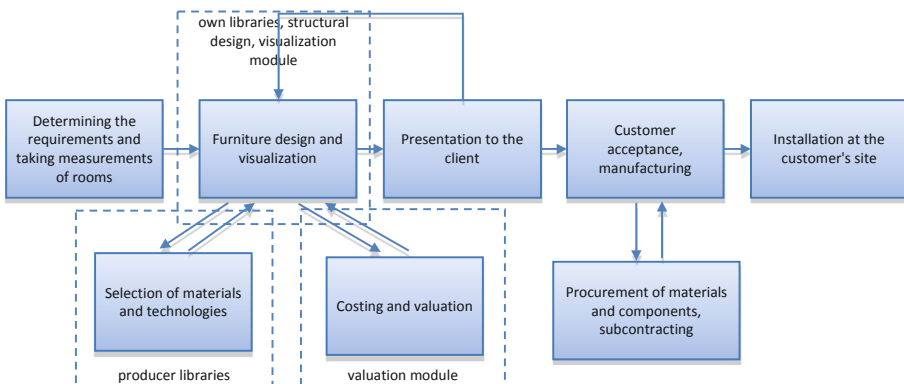 own libraries, structural
design, visualization
module
Determining the
requirements and
taking measurements
of rooms
Furniture design and
visualization
Presentation to the
client
Customer
acceptance,
manufacturing
Installation at the
customer's site
Selection of materials
and technologies
Costing and valuation
Procurement of materials
and components,
subcontracting
producer libraries
valuation module